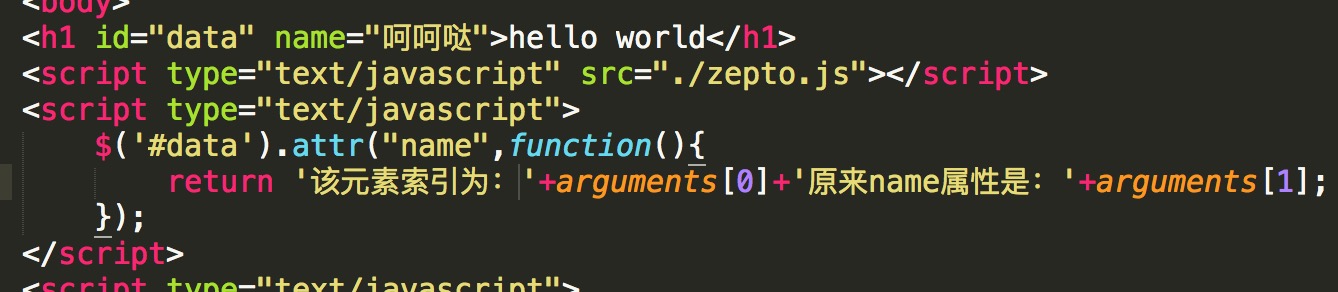 <body>
<h1 id="data" name="呵呵哒">hello world</h1>
<script type="text/javascript" src="./zepto.js"></script>
<script type="text/javascript">
$('#data').attr("name",function(){
return '该元素索引为：'+arguments[0]+'原来name属性是：'+arguments[1];
});
</script>
<script type="text/javascript">